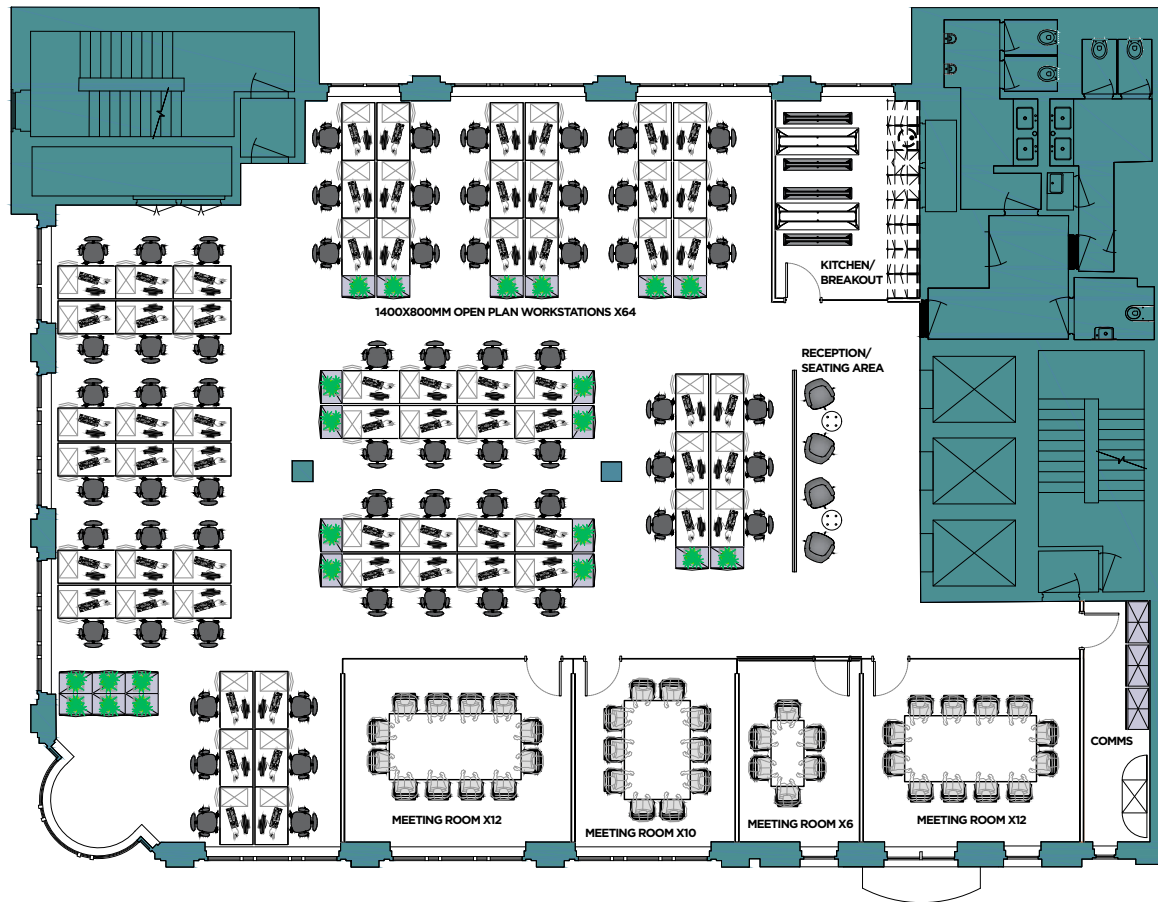 KITCHEN/
BREAKOUT
1400X800MM OPEN PLAN WORKSTATIONS X64
RECEPTION/
SEATING AREA
COMMS
MEETING ROOM X12
MEETING ROOM X10
MEETING ROOM X6
MEETING ROOM X12